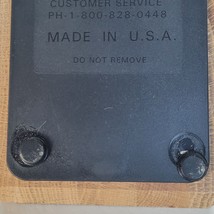 CUSTOMER SERVICE
PH-1-800-828-0448
MADE IN U.S.A.
DO NOT REMOVE